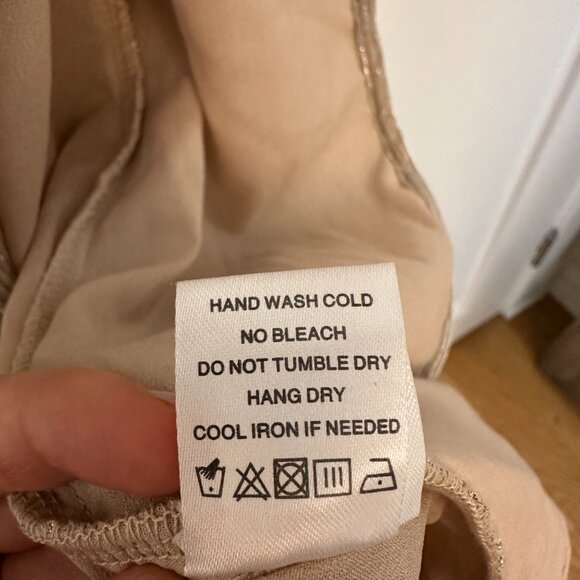 HAND WASH COLD
NO BLEACH
DO NOT TUMBLE DRY
HANG DRY
COOL IRON IF NEEDED